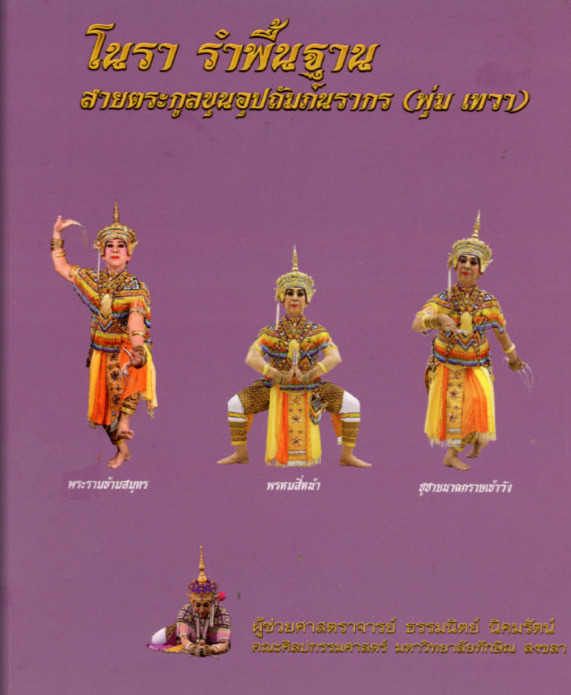 โนรา รำพื้นฐาน
สายตระกูลขุนอุปถัมภ์นรากร (พุ่ม เทวา)
พระรามข้ามสมุทร
พรหมสี่หน้า
ชูชายนาดกรายเข้าวัง
ผู้ช่วยศาสตราจารย์ ธรรมนิตย์ นิคมรัตน์
คณะศิลปกรรมศาสตร์ มหาวิทยาลัยทักษิณ สงขลา